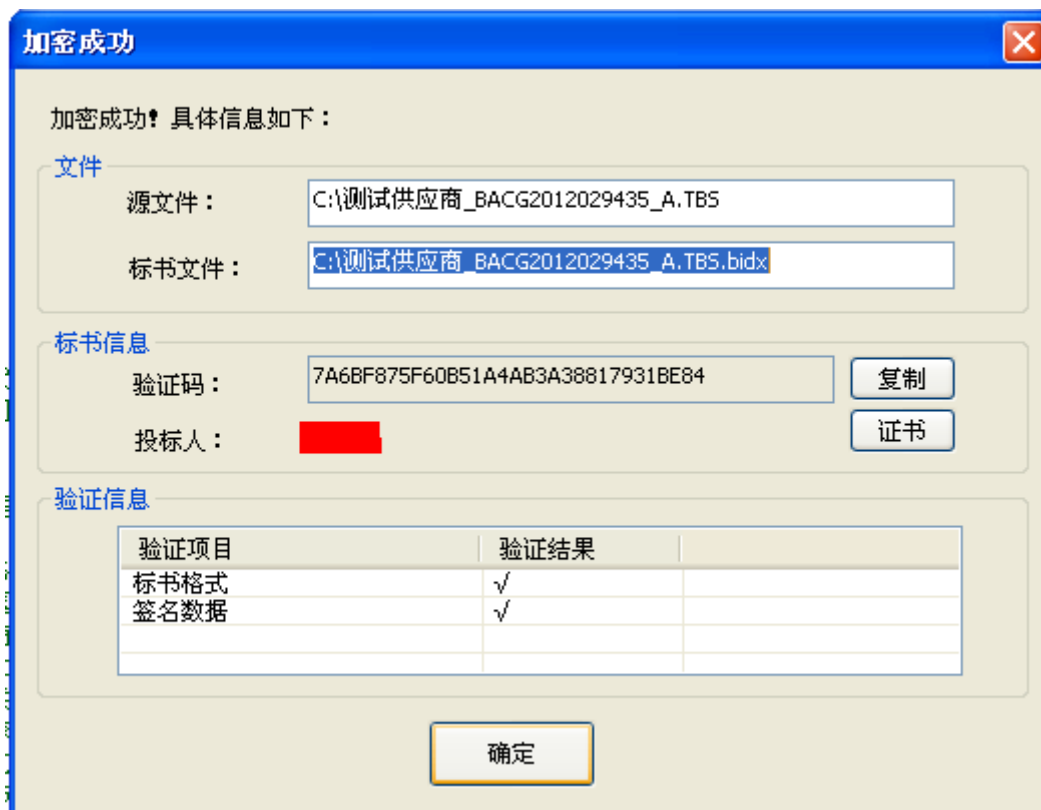 加密成功
加密成功！具体信息如下：
文件
源文件： C:\测试供应商_BACG2012029435_A.TBS
标书文件： C:\测试供应商_BACG2012029435_A.TBS.bidx
标书信息
验证码： 7A6BF875F60B51A4AB3A38817931BE84 复制
投标人： 证书
验证信息
验证项目 验证结果
标书格式 √
签名数据 √
确定